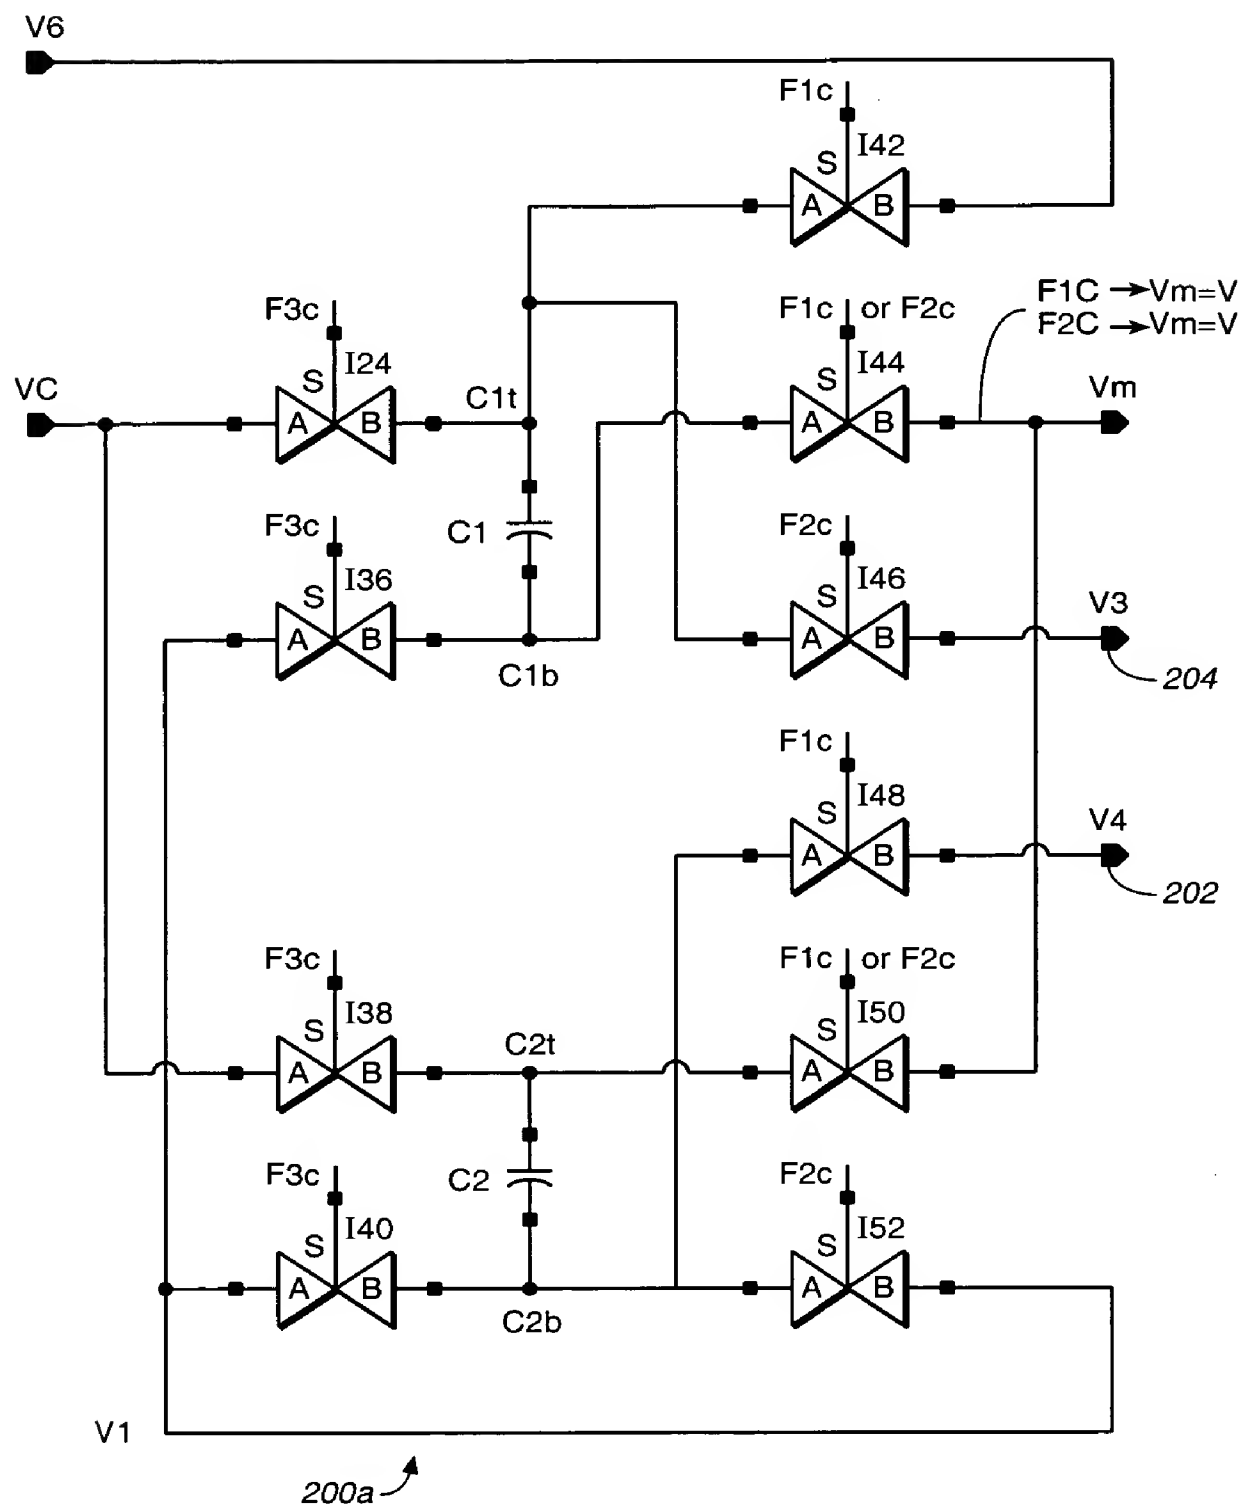 V6
F1c
I42
S
A B
F1C →Vm=V
F3c
F1c or F2c
F2C →Vm=V
I24
I44
VC
S
C1t
S
Vm
A B
A B
F3c
C1
F2c
I36
I46
S
S
V3
A B
A B
C1b
204
F1c
I48
S
V4
A B
202
F3c
F1c or F2c
I38
I50
S
C2t
S
A B
A B
F3c
C2
F2c
I40
I52
S
S
A B
A B
C2b
V1
200a